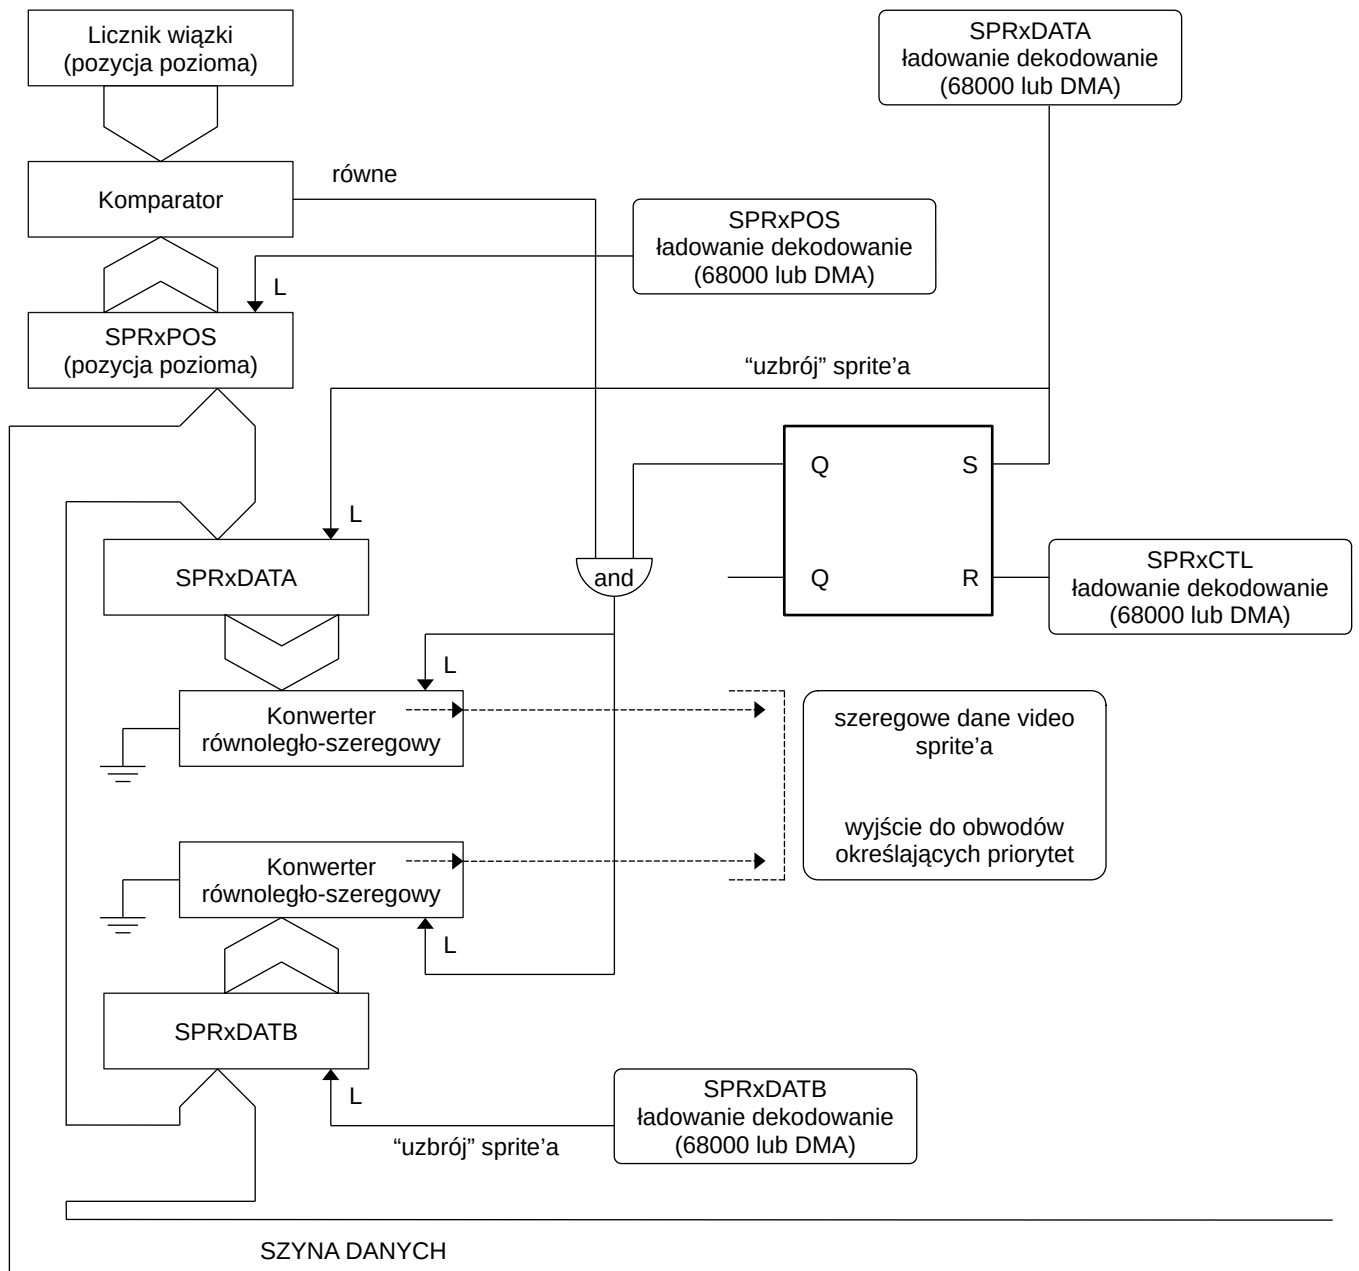 Licznik wiązki
(pozycja pozioma)
SPRxDATA
ładowanie dekodowanie
(68000 lub DMA)
Komparator
równe
SPRxPOS
ładowanie dekodowanie
(68000 lub DMA)
L
SPRxPOS
(pozycja pozioma)
“uzbrój” sprite’a
Q
S
L
SPRxDATA
and
Q
R
SPRxCTL
ładowanie dekodowanie
(68000 lub DMA)
L
Konwerter
równoległo-szeregowy
szeregowe dane video
sprite’a
wyjście do obwodów
określających priorytet
Konwerter
równoległo-szeregowy
L
SPRxDATB
L
“uzbrój” sprite’a
SPRxDATB
ładowanie dekodowanie
(68000 lub DMA)
SZYNA DANYCH